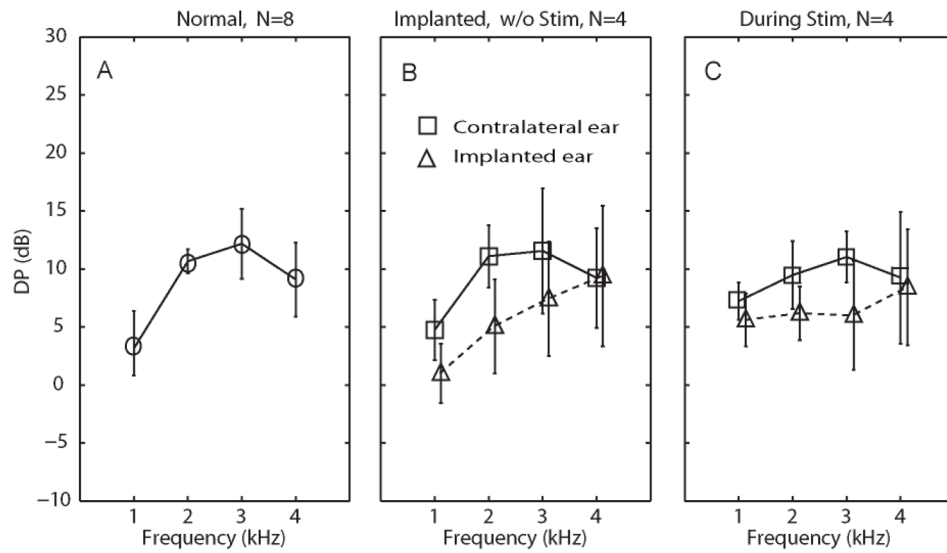 Normal, N=8
Implanted, w/o Stim, N=4
During Stim, N=4
30
25
20
15
10
5
0
−5
−10
DP (dB)
A
B
C
Contralateral ear
Implanted ear
1 2 3 4
1 2 3 4
1 2 3 4
Frequency (kHz)
Frequency (kHz)
Frequency (kHz)